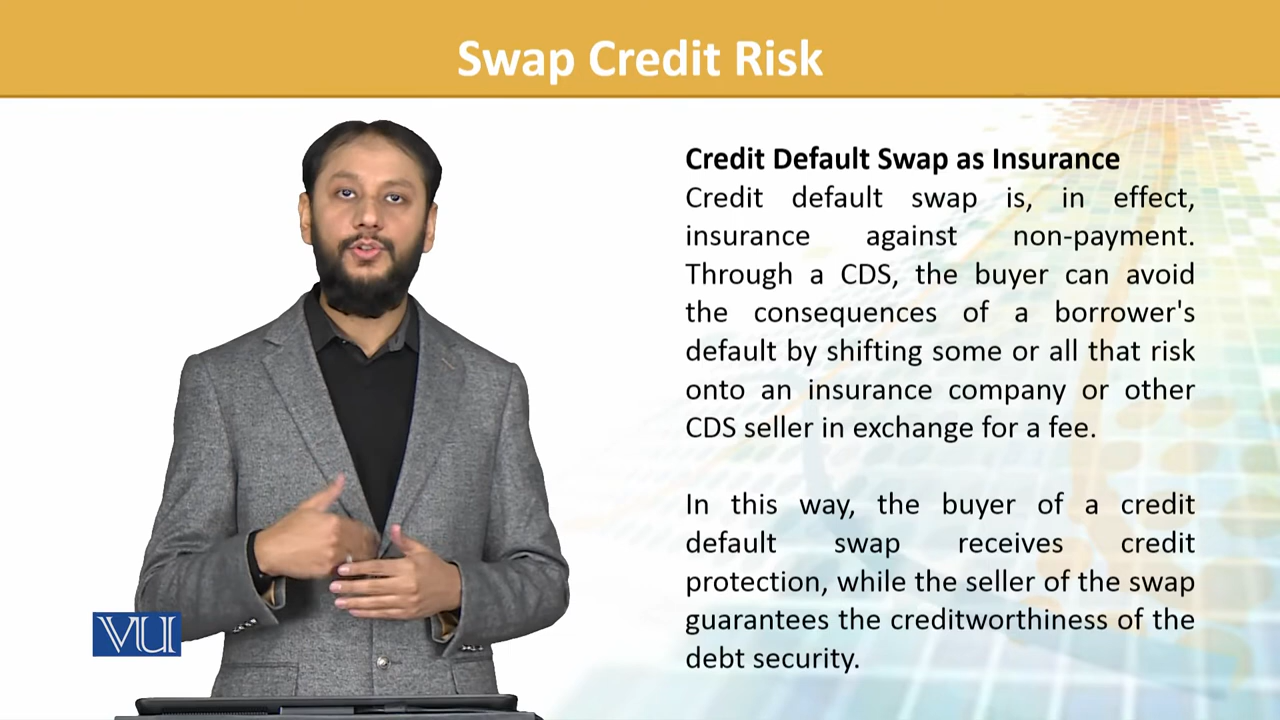 Swap Credit Risk
Credit Default Swap as Insurance
Credit default swap is, in effect,
insurance against non-payment.
Through a CDS, the buyer can avoid
the consequences of a borrower's
default by shifting some or all that risk
onto an insurance company or other
CDS seller in exchange for a fee.
In this way, the buyer of a credit
default swap receives credit
protection, while the seller of the swap
guarantees the creditworthiness of the
debt security.
VU